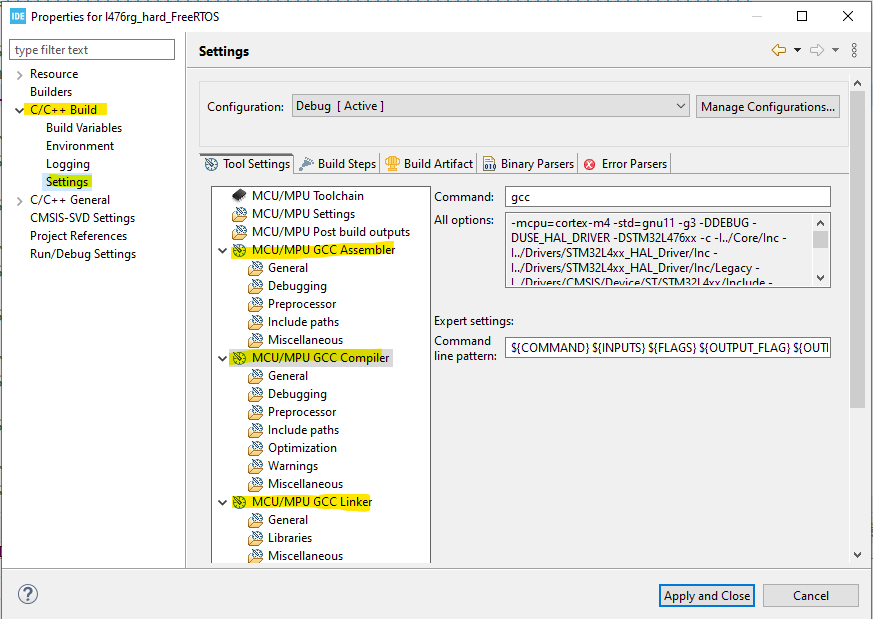 IDE Properties for l476rg_hard_FreeRTOS
type filter text
Resource
Builders
C/C++ Build
Build Variables
Environment
Logging
Settings
C/C++ General
CMSIS-SVD Settings
Project References
Run/Debug Settings
Settings
Configuration: Debug [ Active ] Manage Configurations...
Tool Settings Build Steps Build Artifact Binary Parsers Error Parsers
MCU/MPU Toolchain
MCU/MPU Settings
MCU/MPU Post build outputs
MCU/MPU GCC Assembler
General
Debugging
Preprocessor
Include paths
Miscellaneous
MCU/MPU GCC Compiler
General
Debugging
Preprocessor
Include paths
Optimization
Warnings
Miscellaneous
MCU/MPU GCC Linker
General
Libraries
Miscellaneous
Command: gcc
All options: -mcpu=cortex-m4 -std=gnu11 -g3 -DDEBUG -
DUSE_HAL_DRIVER -DSTM32L476xx -c -I../Core/Inc -
I../Drivers/STM32L4xx_HAL_Driver/Inc -
I../Drivers/STM32L4xx_HAL_Driver/Inc/Legacy -
I../Drivers/CMSIS/Device/ST/STM32L4xx/Include -
Expert settings:
Command
line pattern: ${COMMAND} ${INPUTS} ${FLAGS} ${OUTPUT_FLAG} ${OUTI
? Apply and Close Cancel